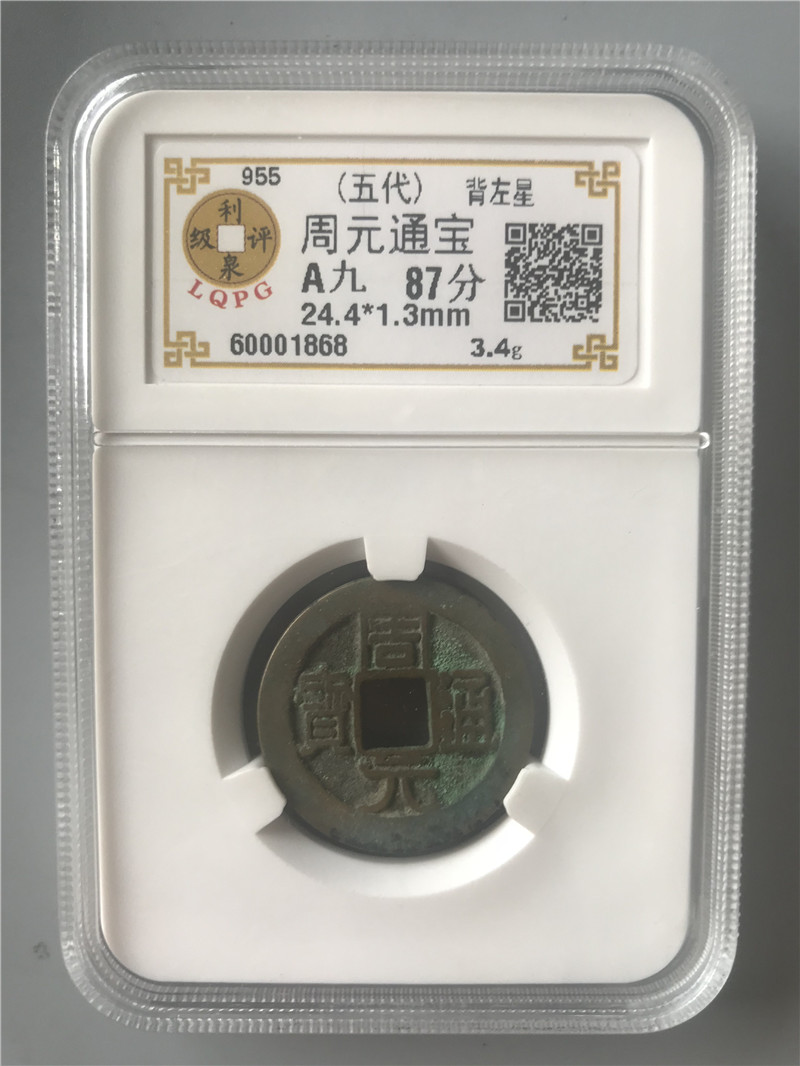 955 (五代) 背左星
利泉评级
LQPG
周元通宝
A九 87分
24.4*1.3mm
60001868 3.4g
周元通寶